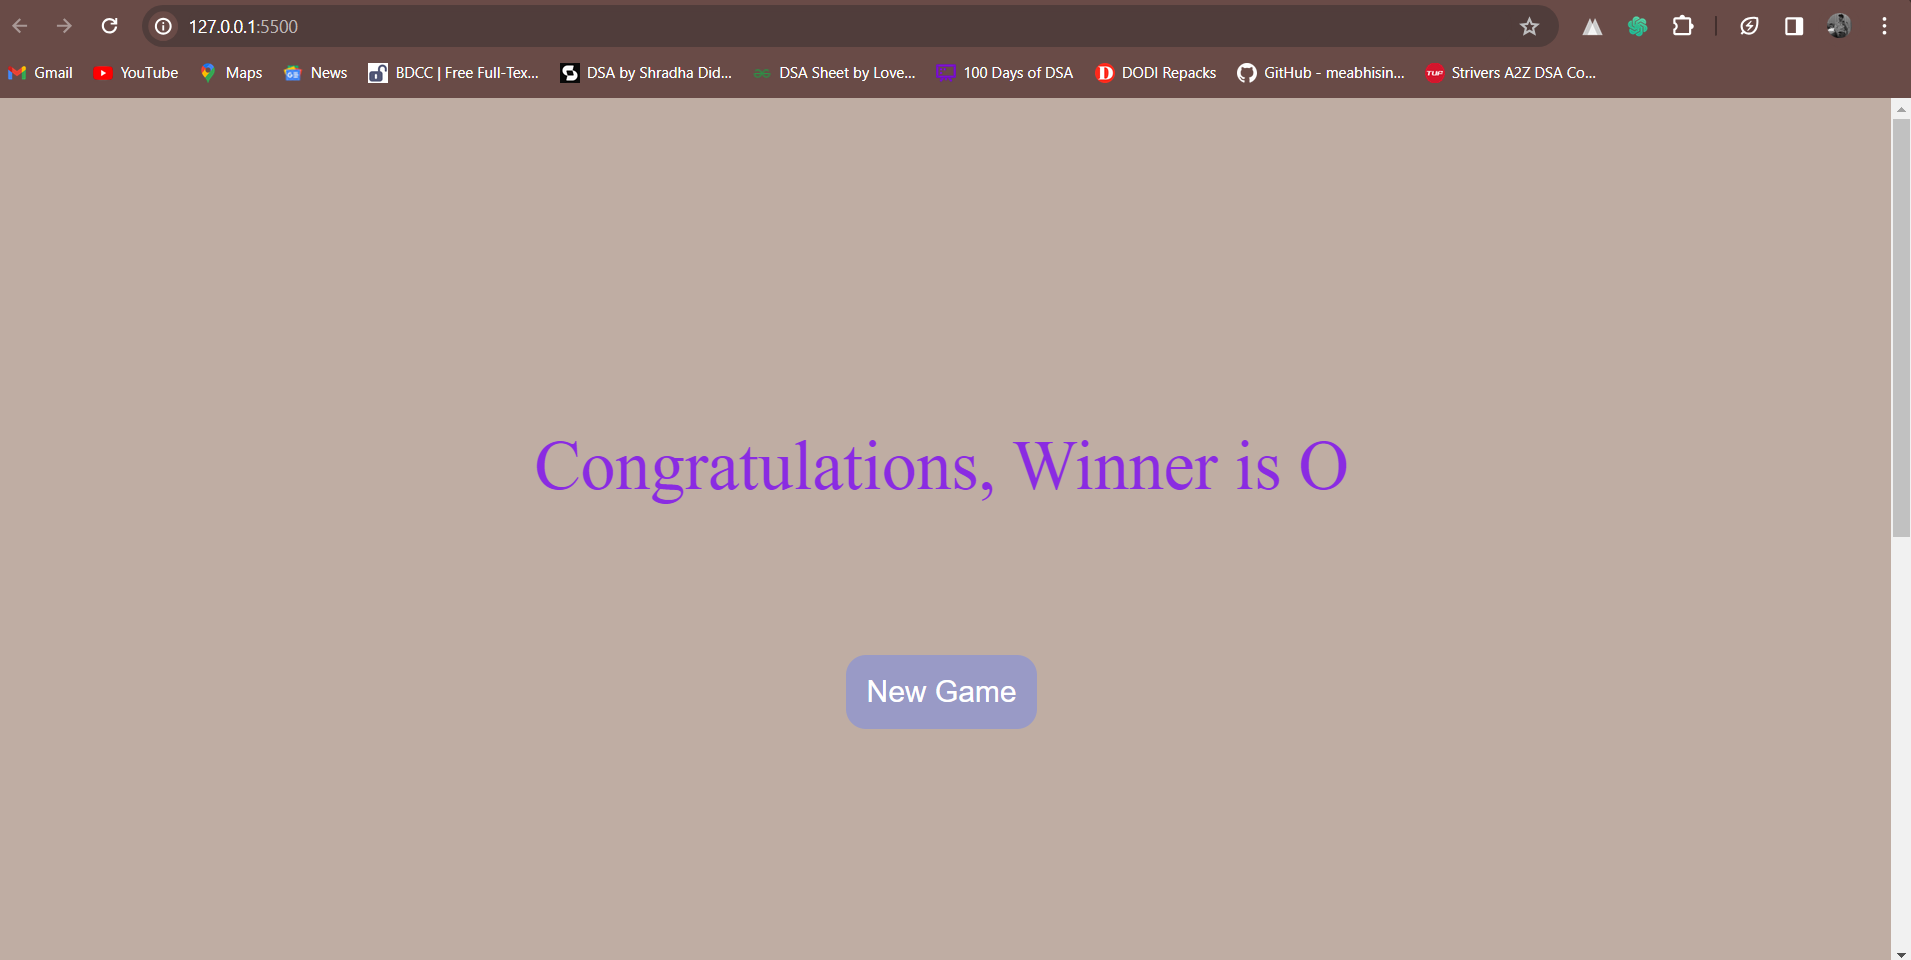 127.0.0.1:5500
Gmail YouTube Maps News BDCC | Free Full-Tex... DSA by Shradha Did... DSA Sheet by Love... 100 Days of DSA DODI Repacks GitHub - meabhisin... TUF Strivers A2Z DSA Co...
Congratulations, Winner is O
New Game